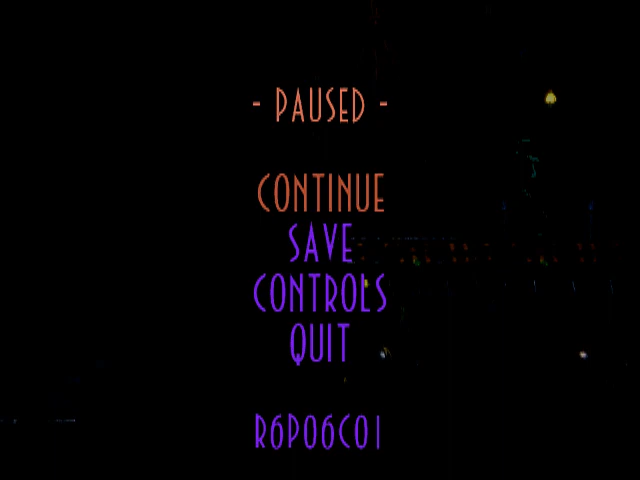 - PAUSED -
CONTINUE
SAVE
CONTROLS
QUIT
R6P06C01